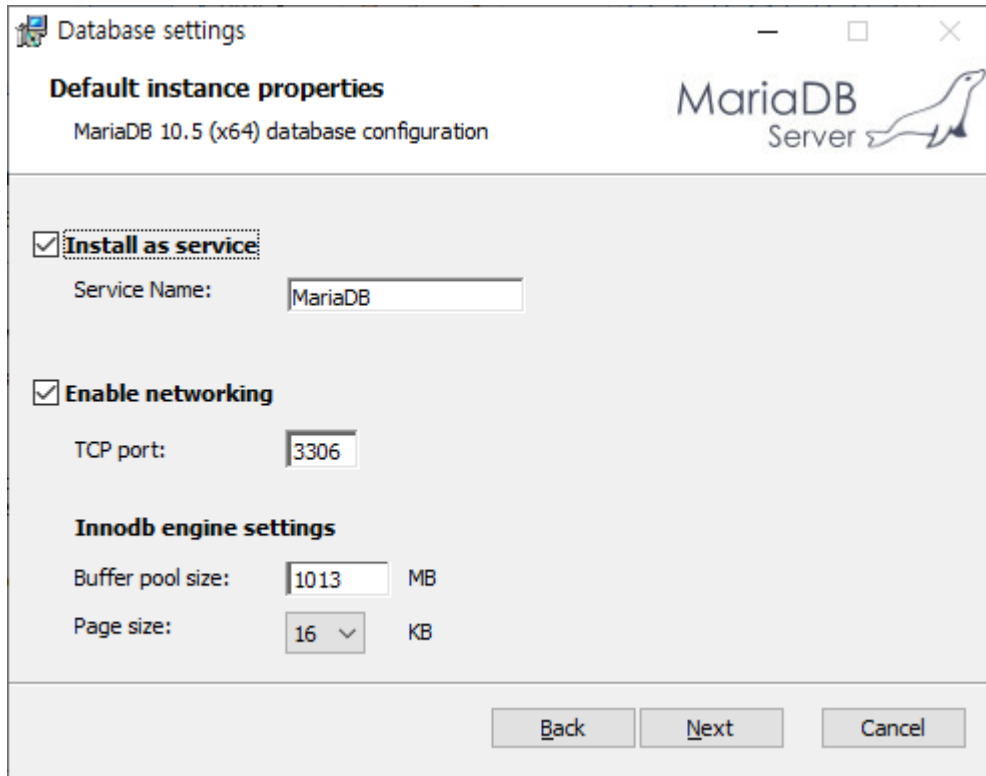 Database settings
Default instance properties
MariaDB 10.5 (x64) database configuration
MariaDB
Server
Install as service
Service Name: MariaDB
Enable networking
TCP port: 3306
Innodb engine settings
Buffer pool size: 1013 MB
Page size: 16 KB
Back Next Cancel